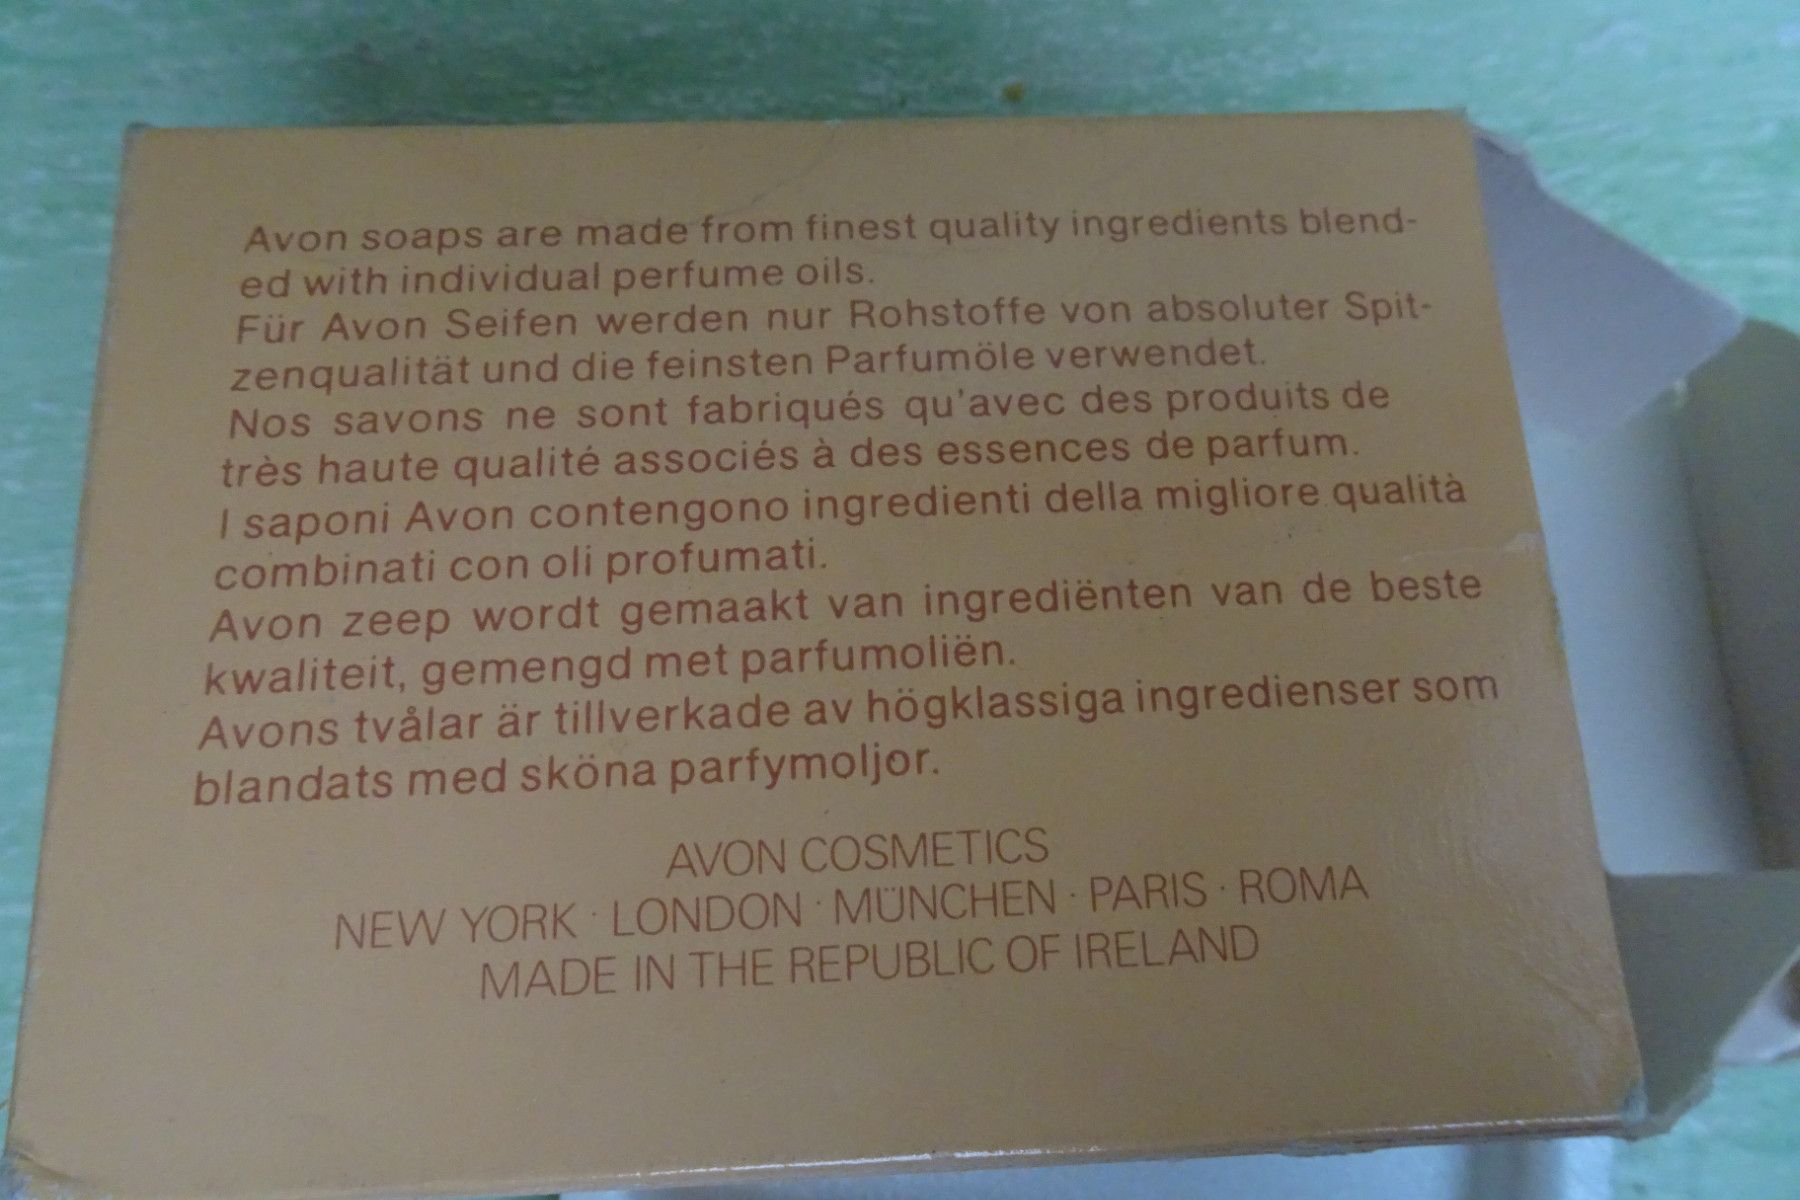 Avon soaps are made from finest quality ingredients blend-
ed with individual perfume oils.
Für Avon Seifen werden nur Rohstoffe von absoluter Spit-
zenqualität und die feinsten Parfumöle verwendet.
Nos savons ne sont fabriqués qu'avec des produits de
très haute qualité associés à des essences de parfum.
I saponi Avon contengono ingredienti della migliore qualità
combinati con oli profumati.
Avon zeep wordt gemaakt van ingrediënten van de beste
kwaliteit, gemengd met parfumoliën.
Avons tvålar är tillverkade av högklassiga ingredienser som
blandats med sköna parfymoljor.
AVON COSMETICS
NEW YORK · LONDON · MÜNCHEN · PARIS · ROMA
MADE IN THE REPUBLIC OF IRELAND